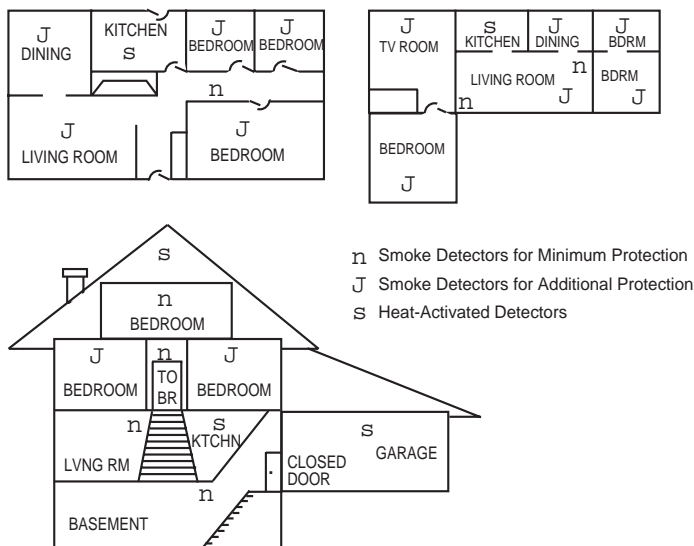 J
DINING
KITCHEN
s
J
BEDROOM
J
BEDROOM
n
J
LIVING ROOM
J
BEDROOM
J
TV ROOM
s
KITCHEN
J
DINING
J
BDRM
LIVING ROOM
n
J
n
BDRM
J
BEDROOM
J
n Smoke Detectors for Minimum Protection
J Smoke Detectors for Additional Protection
s Heat-Activated Detectors
s
n
BEDROOM
J
BEDROOM
n
TO
BR
J
BEDROOM
n
LVNG RM
s
KTCHN
n
CLOSED
DOOR
s
GARAGE
BASEMENT